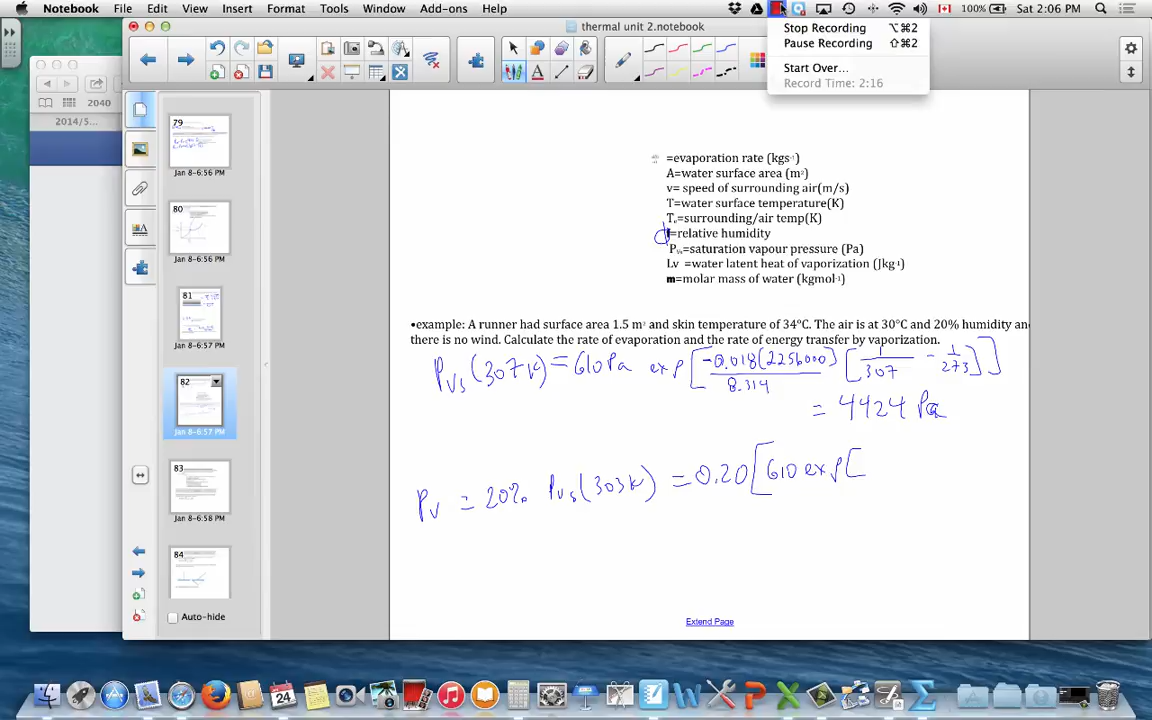 Notebook File Edit View Insert Format Tools Window Add-ons Help 100% Sat 2:06 PM
thermal unit 2.notebook
Stop Recording ⌥⌘2
Pause Recording ⇧⌘2
Start Over...
Record Time: 2:16
2040
2014/5...
79
Jan 8-6:56 PM
80
Jan 8-6:56 PM
81
Jan 8-6:57 PM
82
Jan 8-6:57 PM
83
Jan 8-6:58 PM
84
Auto-hide
=evaporation rate (kgs-1)
A=water surface area (m2)
v= speed of surrounding air(m/s)
T=water surface temperature(K)
Ta=surrounding/air temp(K)
=relative humidity
Pvs=saturation vapour pressure (Pa)
Lv =water latent heat of vaporization (Jkg-1)
m=molar mass of water (kgmol-1)
•example: A runner had surface area 1.5 m2 and skin temperature of 34°C. The air is at 30°C and 20% humidity and
there is no wind. Calculate the rate of evaporation and the rate of energy transfer by vaporization.
Pvs(307K) = 610Pa exp[-0.018(2256000)/8.314 [1/307 - 1/273]]
= 4424 Pa
Pv = 20% Pvs(303K) = 0.20[610 exp[
Extend Page
24